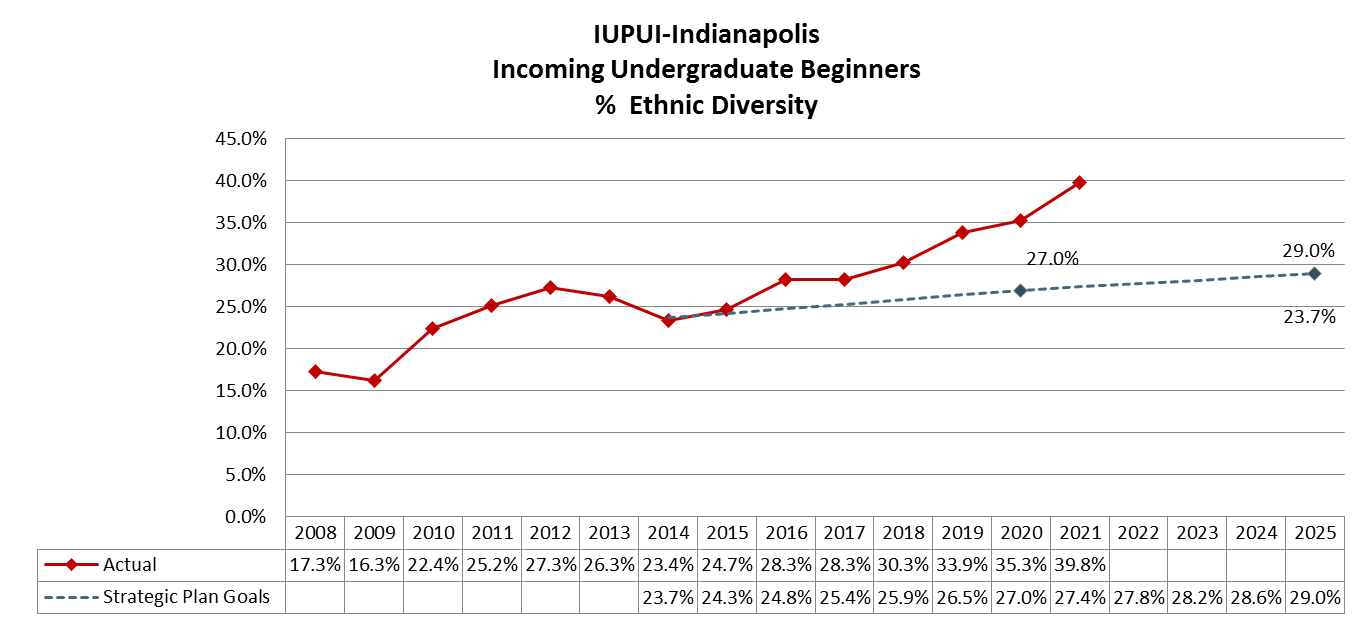 IUPUI-Indianapolis
Incoming Undergraduate Beginners
% Ethnic Diversity
45.0%
40.0%
35.0%
30.0%
25.0%
20.0%
15.0%
10.0%
5.0%
0.0%
27.0%
29.0%
23.7%
2008 2009 2010 2011 2012 2013 2014 2015 2016 2017 2018 2019 2020 2021 2022 2023 2024 2025
Actual 17.3% 16.3% 22.4% 25.2% 27.3% 26.3% 23.4% 24.7% 28.3% 28.3% 30.3% 33.9% 35.3% 39.8%
Strategic Plan Goals 23.7% 24.3% 24.8% 25.4% 25.9% 26.5% 27.0% 27.4% 27.8% 28.2% 28.6% 29.0%